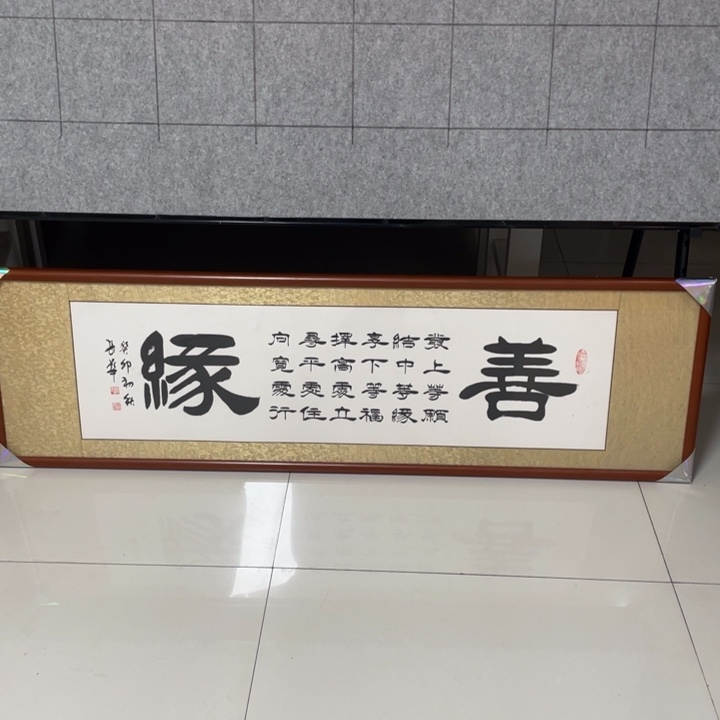 善
發上等願
結中等緣
享下等福
擇高處立
尋平處住
向寬處行
緣
癸卯初秋